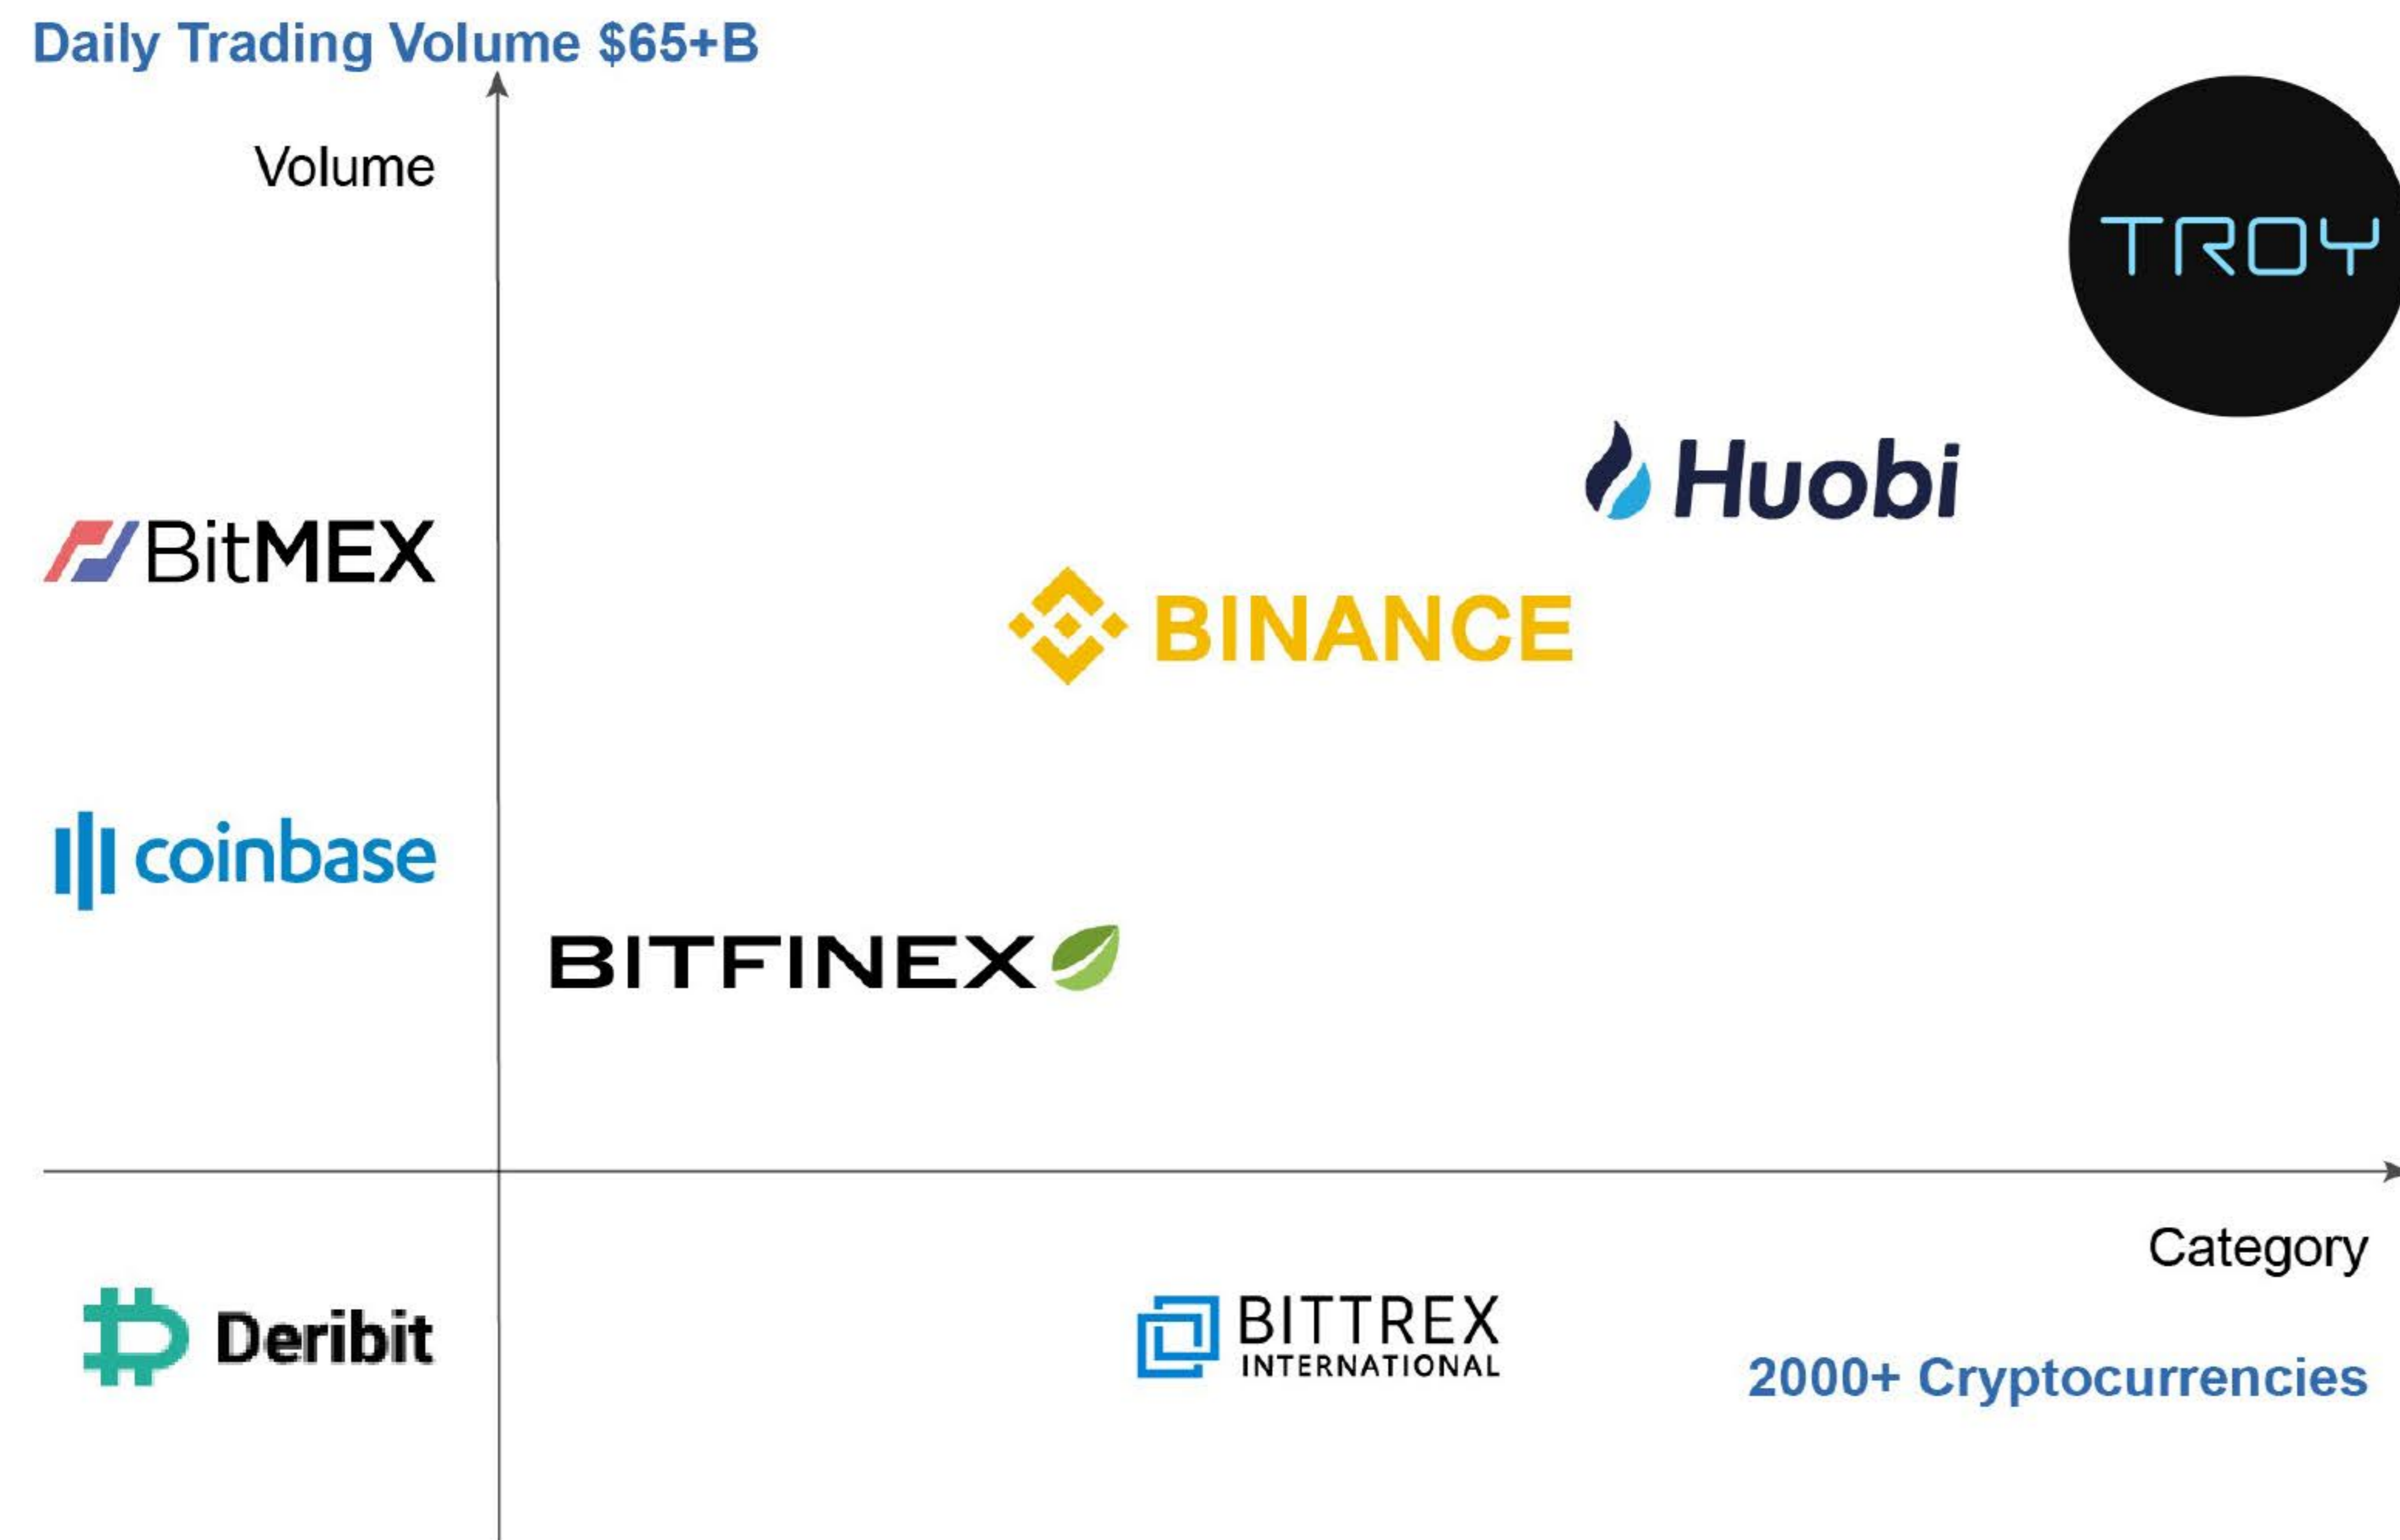 Daily Trading Volume $65+B
Volume
TROY
Huobi
BitMEX
BINANCE
coinbase
BITFINEX
Category
Deribit
BITTREX
INTERNATIONAL
2000+ Cryptocurrencies